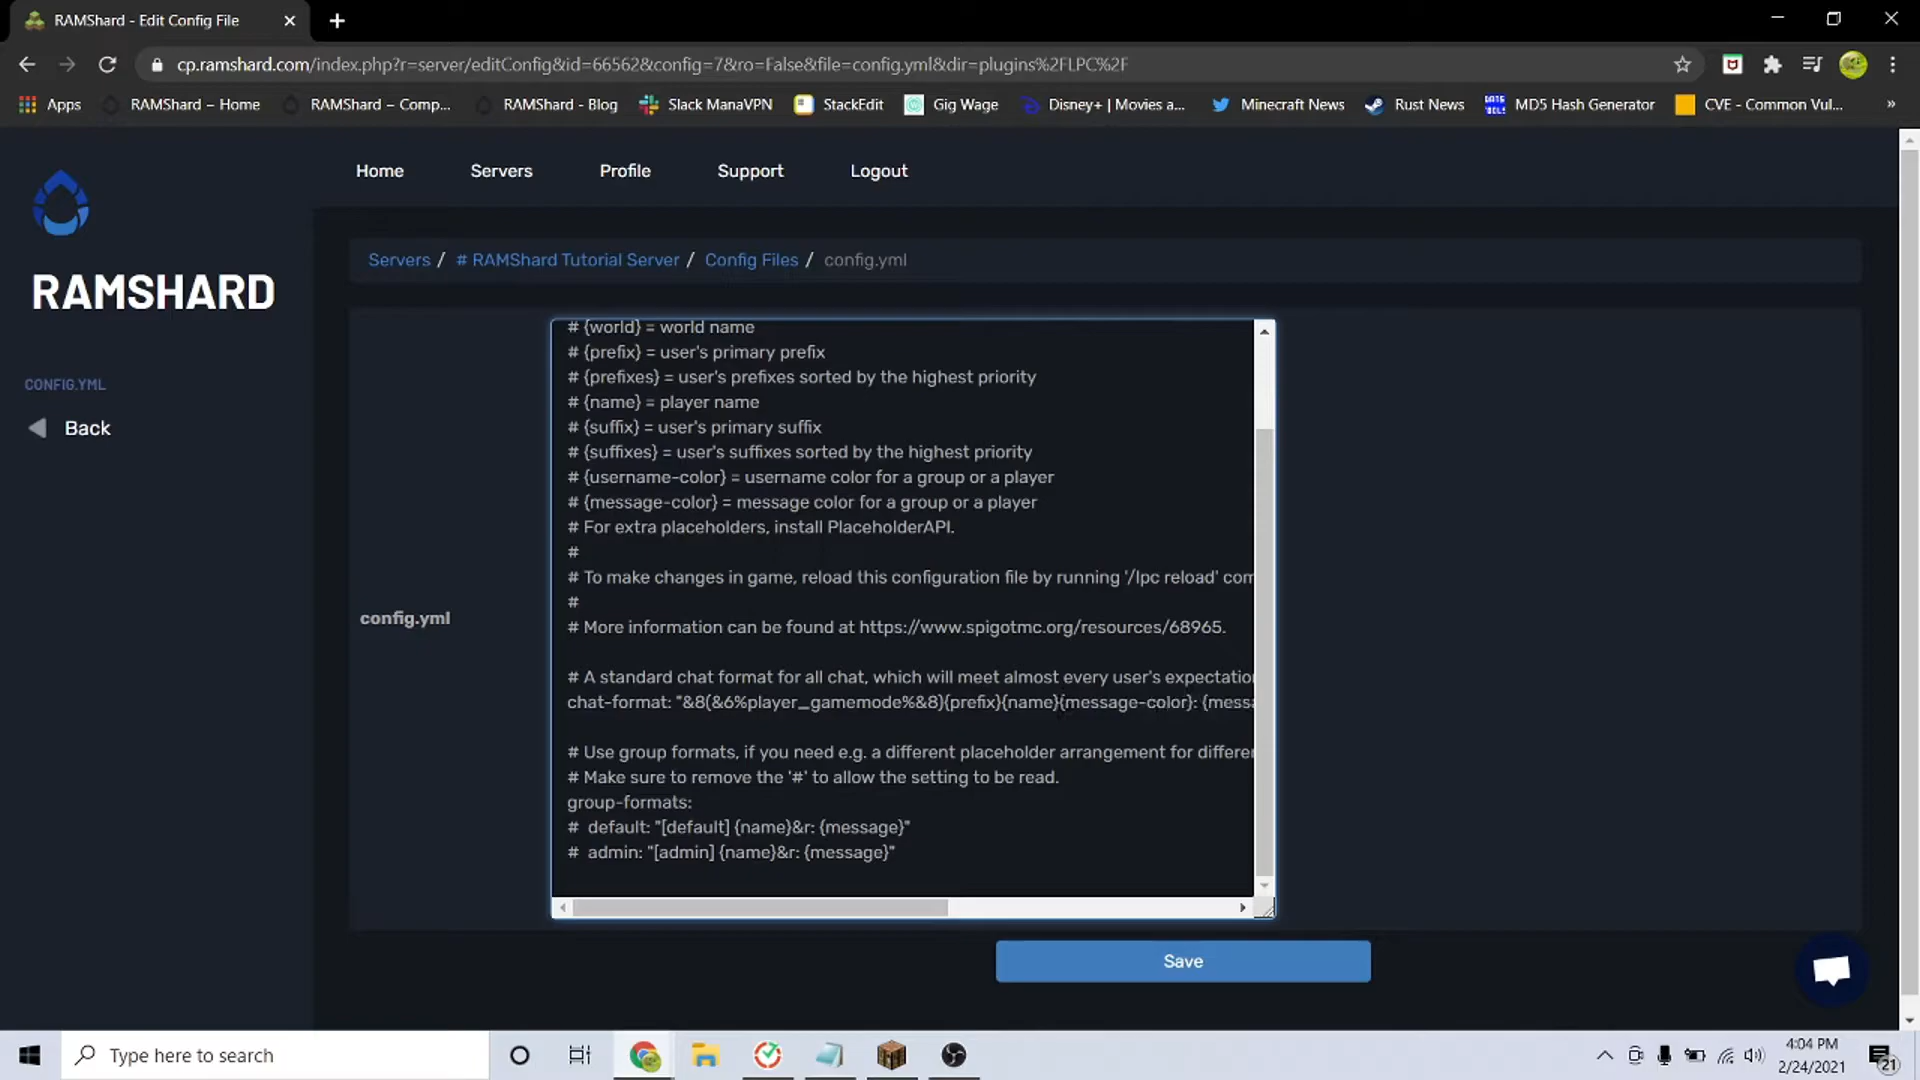 RAMShard - Edit Config File
cp.ramshard.com/index.php?r=server/editConfig&id=66562&config=7&ro=False&file=config.yml&dir=plugins%2FLPC%2F
Apps RAMShard – Home RAMShard – Comp... RAMShard - Blog Slack ManaVPN StackEdit Gig Wage Disney+ | Movies a... Minecraft News Rust News MD5 Hash Generator CVE - Common Vul... »
Home Servers Profile Support Logout
RAMSHARD
Servers / # RAMShard Tutorial Server / Config Files / config.yml
CONFIG.YML
Back
config.yml
# {world} = world name
# {prefix} = user's primary prefix
# {prefixes} = user's prefixes sorted by the highest priority
# {name} = player name
# {suffix} = user's primary suffix
# {suffixes} = user's suffixes sorted by the highest priority
# {username-color} = username color for a group or a player
# {message-color} = message color for a group or a player
# For extra placeholders, install PlaceholderAPI.
#
# To make changes in game, reload this configuration file by running '/lpc reload' com
#
# More information can be found at https://www.spigotmc.org/resources/68965.
# A standard chat format for all chat, which will meet almost every user's expectation
chat-format: "&8(&6%player_gamemode%&8){prefix}{name}{message-color}: {messa
# Use group formats, if you need e.g. a different placeholder arrangement for differen
# Make sure to remove the '#' to allow the setting to be read.
group-formats:
# default: "[default] {name}&r: {message}"
# admin: "[admin] {name}&r: {message}"
Save
Type here to search
4:04 PM
2/24/2021
21